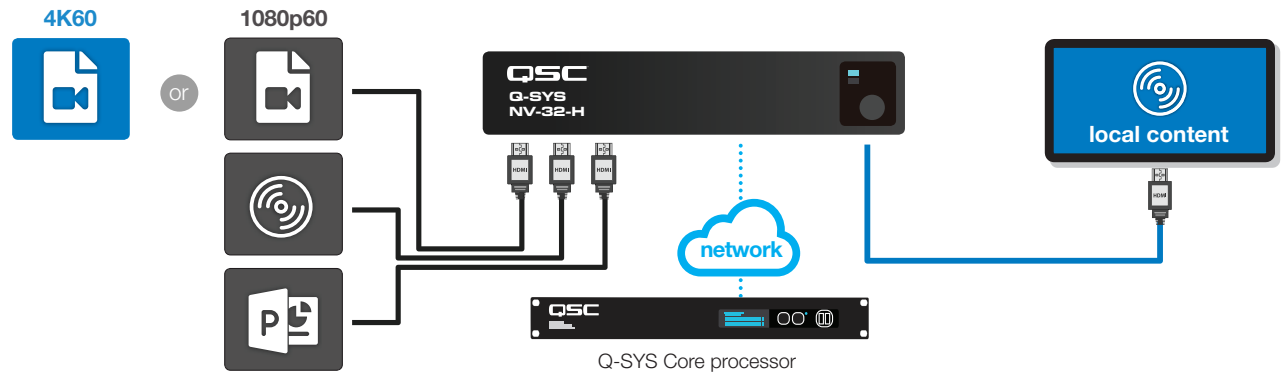 4K60
1080p60
or
QSC
Q-SYS
NV-32-H
HDMI
HDMI
HDMI
local content
HDMI
network
P
QSC
Q-SYS Core processor